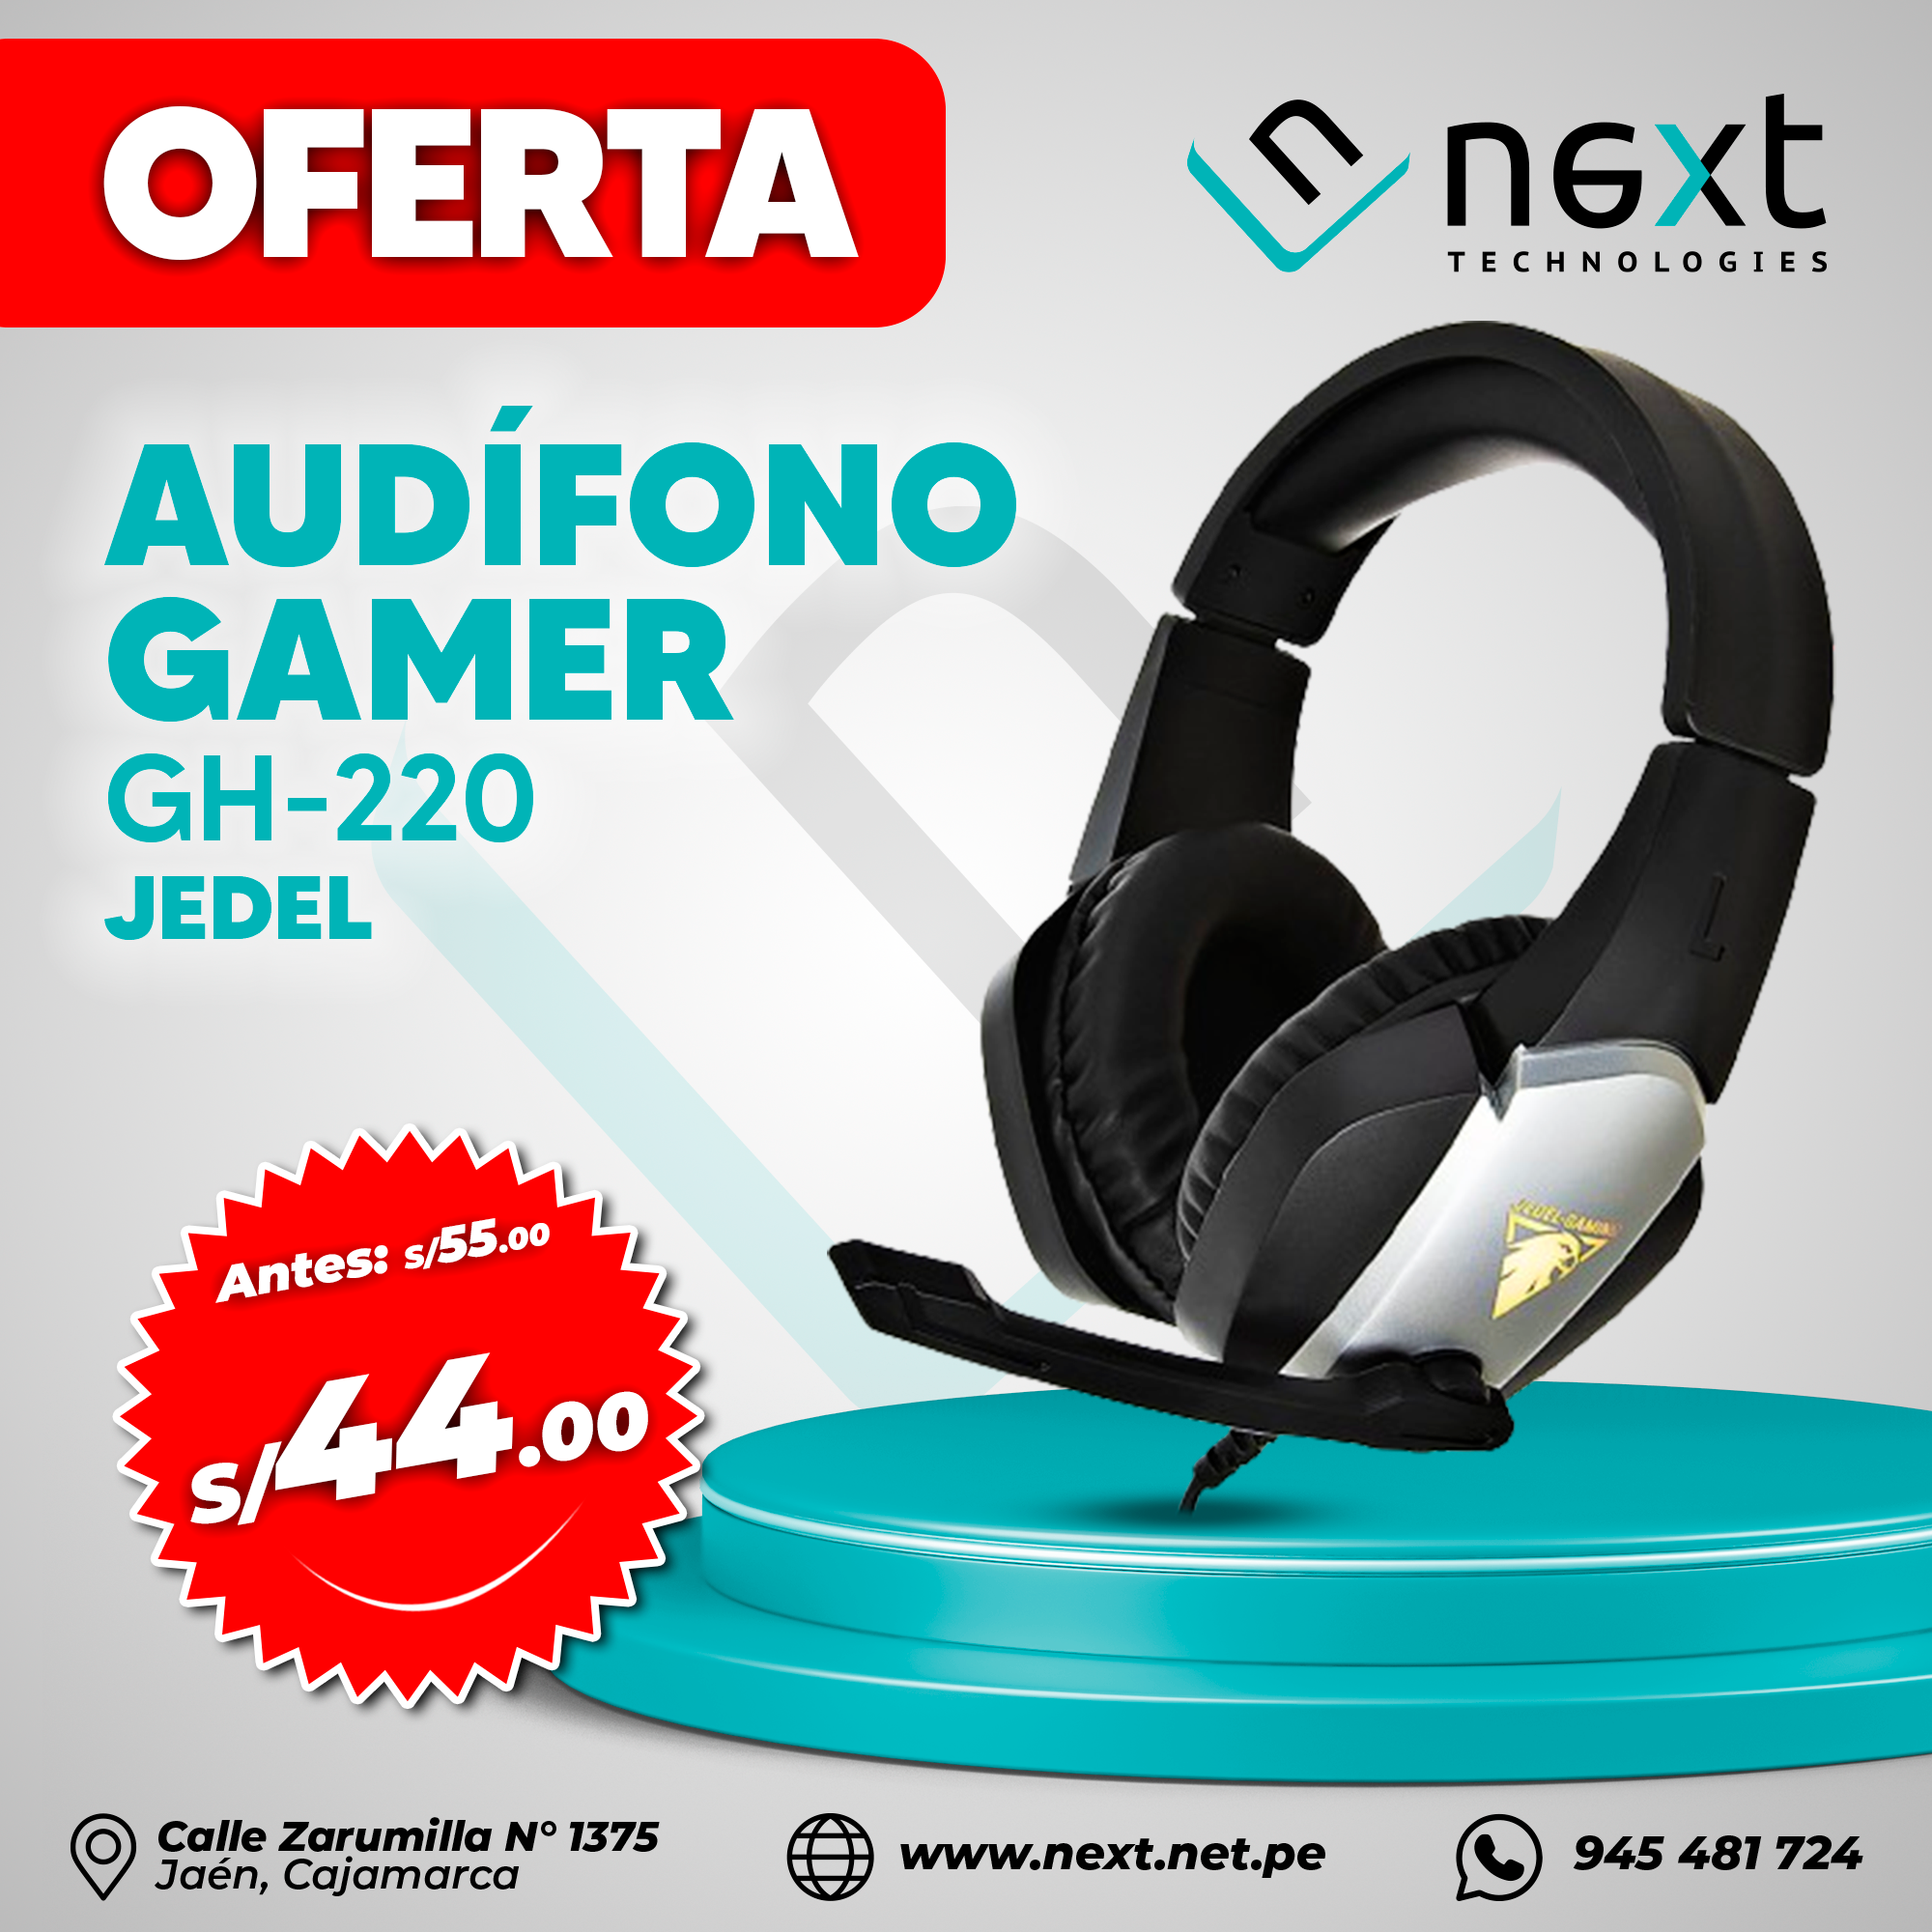 OFERTA
next
TECHNOLOGIES
AUDÍFONO
GAMER
GH-220
JEDEL
L
JEDEL-GAMING
Antes: S/55.00
S/44.00
Calle Zarumilla N° 1375
Jaén, Cajamarca
www.next.net.pe
945 481 724